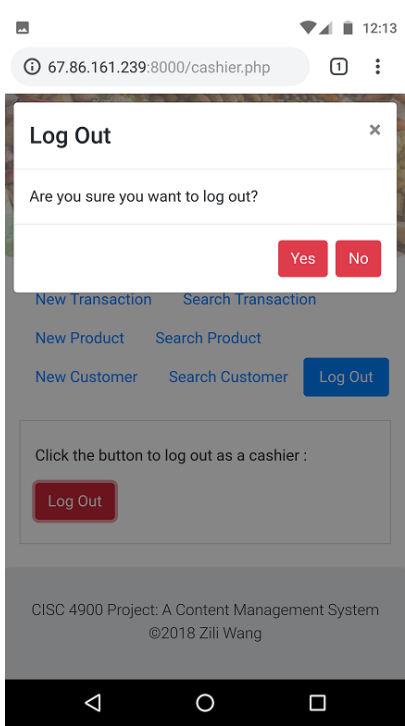 12:13
67.86.161.239:8000/cashier.php
1
Log Out
×
Are you sure you want to log out?
Yes No
New Transaction Search Transaction
New Product Search Product
New Customer Search Customer Log Out
Click the button to log out as a cashier :
Log Out
CISC 4900 Project: A Content Management System
©2018 Zili Wang